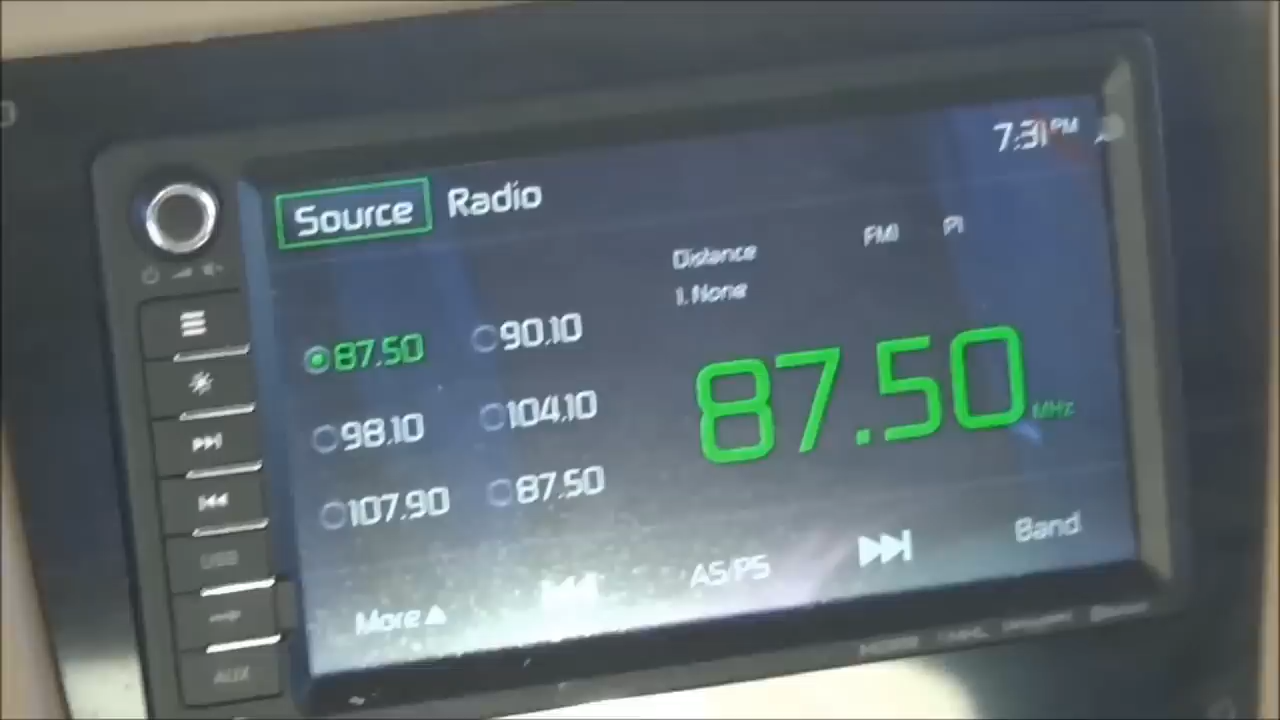 7:31 PM
Source Radio
FM1 PI
Distance
1. None
87.50 90.10
98.10 104.10
107.90 87.50
87.50 MHz
More AS/PS Band
USB
AUX